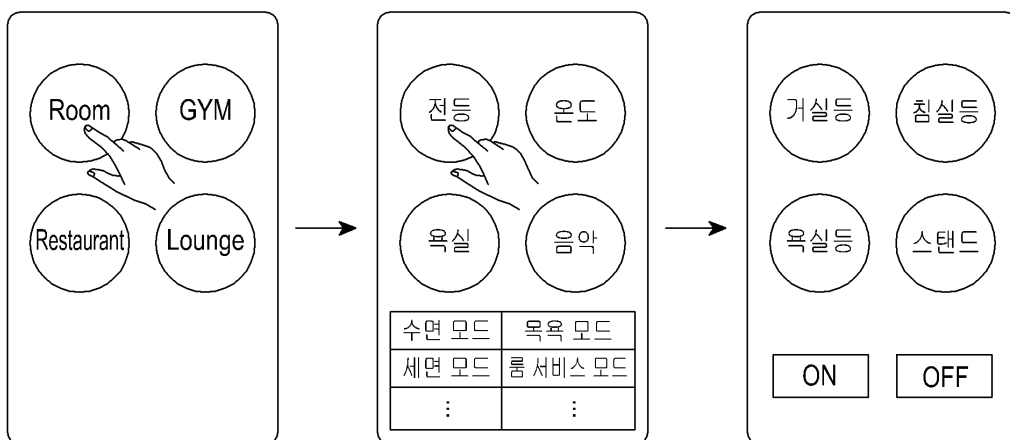 Room
GYM
Restaurant
Lounge
전등
온도
욕실
음악
수면 모드
목욕 모드
세면 모드
룸 서비스 모드
⋮
⋮
거실등
침실등
욕실등
스탠드
ON
OFF